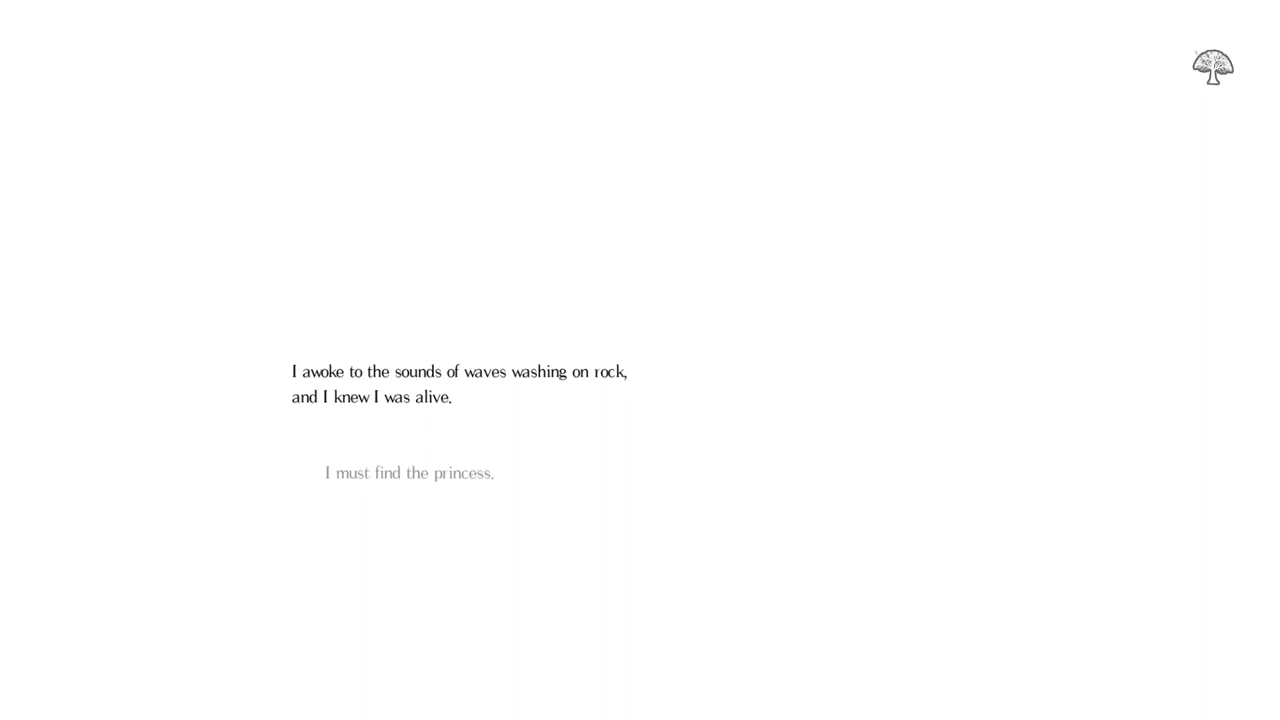 I awoke to the sounds of waves washing on rock,
and I knew I was alive.
I must find the princess.